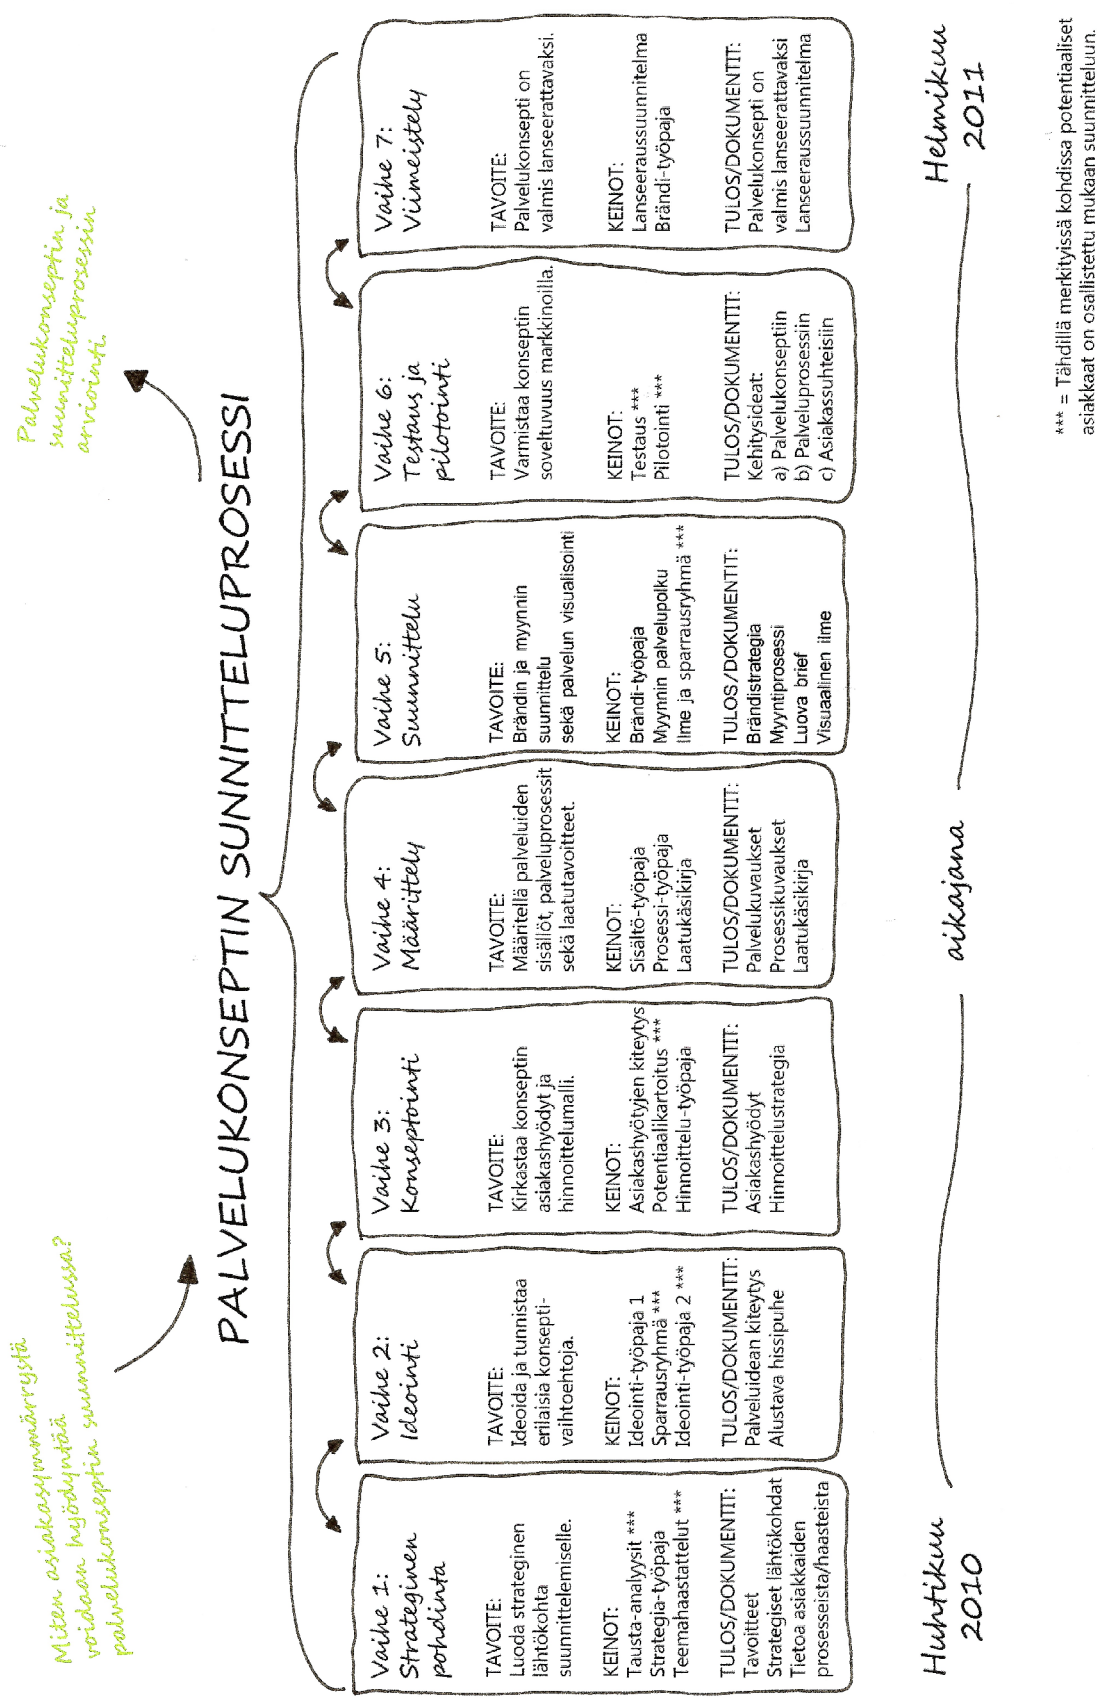 Miten asiakasymmärrystä
voidaan hyödyntää
palvelukonseptin suunnittelussa?
Palvelukonseptin ja
suunnitteluprosessin
arviointi.
PALVELUKONSEPTIN SUNNITTELUPROSESSI
Vaihe 1:
Strateginen
pohdinta
TAVOITE:
Luoda strateginen
lähtökohta
suunnittelemiselle.
KEINOT:
Tausta-analyysit ***
Strategia-työpaja
Teemahaastattelut ***
TULOS/DOKUMENTIT:
Tavoitteet
Strategiset lähtökohdat
Tietoa asiakkaiden
prosesseista/haasteista
Vaihe 2:
Ideointi
TAVOITE:
Ideoida ja tunnistaa
erilaisia konsepti-
vaihtoehtoja.
KEINOT:
Ideointi-työpaja 1
Sparrausryhmä ***
Ideointi-työpaja 2 ***
TULOS/DOKUMENTIT:
Palveluidean kiteytys
Alustava hissipuhe
Vaihe 3:
Konseptointi
TAVOITE:
Kirkastaa konseptin
asiakashyödyt ja
hinnoittelumalli.
KEINOT:
Asiakashyötyjen kiteytys
Potentiaalikartoitus ***
Hinnoittelu-työpaja
TULOS/DOKUMENTIT:
Asiakashyödyt
Hinnoittelustrategia
Vaihe 4:
Määrittely
TAVOITE:
Määritellä palveluiden
sisällöt, palveluprosessit
sekä laatutavoitteet.
KEINOT:
Sisältö-työpaja
Prosessi-työpaja
Laatukäsikirja
TULOS/DOKUMENTIT:
Palvelukuvaukset
Prosessikuvaukset
Laatukäsikirja
Vaihe 5:
Suunnittelu
TAVOITE:
Brändin ja myynnin
suunnittelu
sekä palvelun visualisointi
KEINOT:
Brändi-työpaja
Myynnin palvelupolku
Ilme ja sparrausryhmä ***
TULOS/DOKUMENTIT:
Brändistrategia
Myyntiprosessi
Luova brief
Visuaalinen ilme
Vaihe 6:
Testaus ja
pilotointi
TAVOITE:
Varmistaa konseptin
soveltuvuus markkinoilla.
KEINOT:
Testaus ***
Pilotointi ***
TULOS/DOKUMENTIT:
Kehitysideat:
a) Palvelukonseptiin
b) Palveluprosessiin
c) Asiakassuhteisiin
Vaihe 7:
Viimeistely
TAVOITE:
Palvelukonsepti on
valmis lanseerattavaksi.
KEINOT:
Lanseeraussuunnitelma
Brändi-työpaja
TULOS/DOKUMENTIT:
Palvelukonsepti on
valmis lanseerattavaksi
Lanseeraussuunnitelma
Huhtikuu
2010
aikajana
Helmikuu
2011
*** = Tähdillä merkityissä kohdissa potentiaaliset
asiakkaat on osallistettu mukaan suunnitteluun.